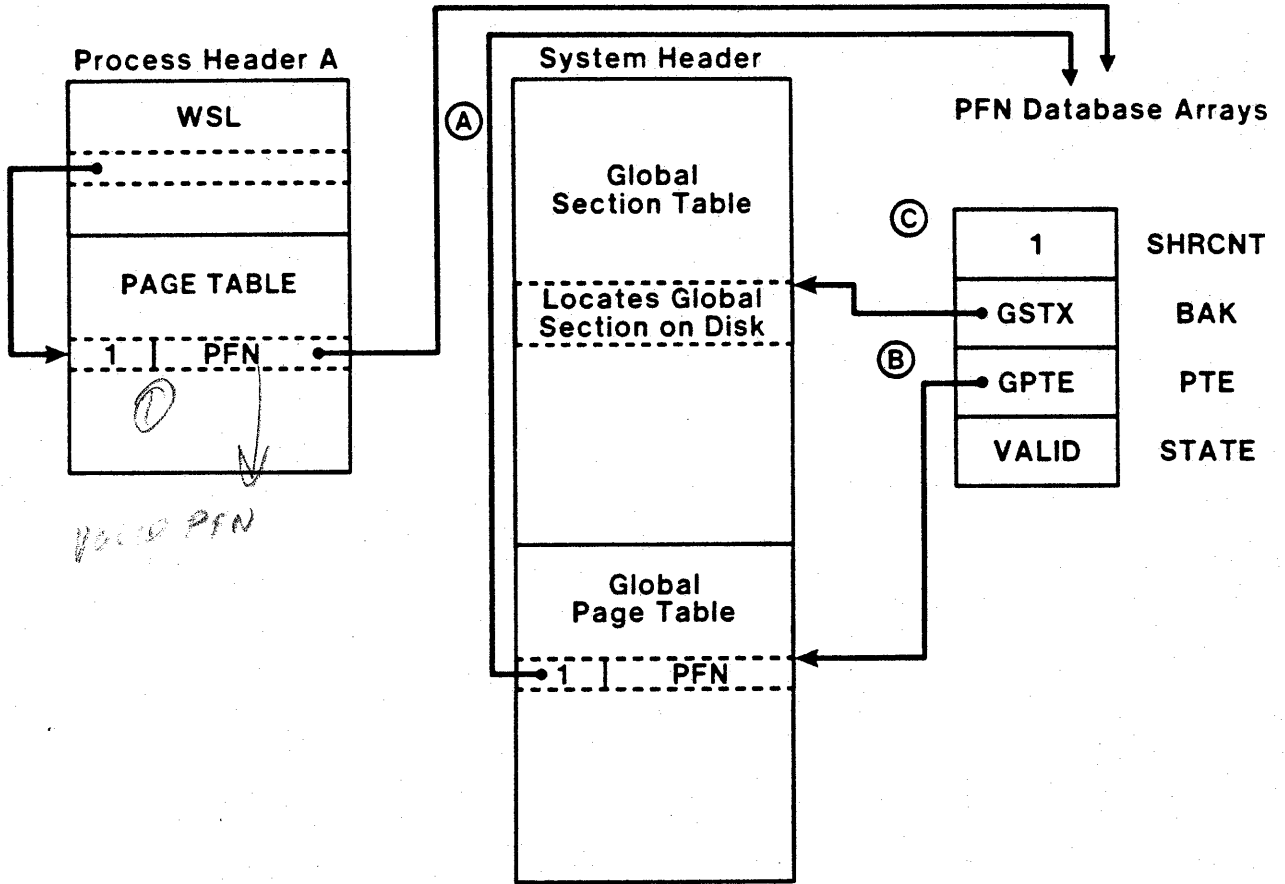 Process Header A
WSL
PAGE TABLE
1 PFN
1
PFN
System Header
A
Global
Section Table
Locates Global
Section on Disk
Global
Page Table
1 PFN
PFN Database Arrays
C
1 SHRCNT
GSTX BAK
B
GPTE PTE
VALID STATE